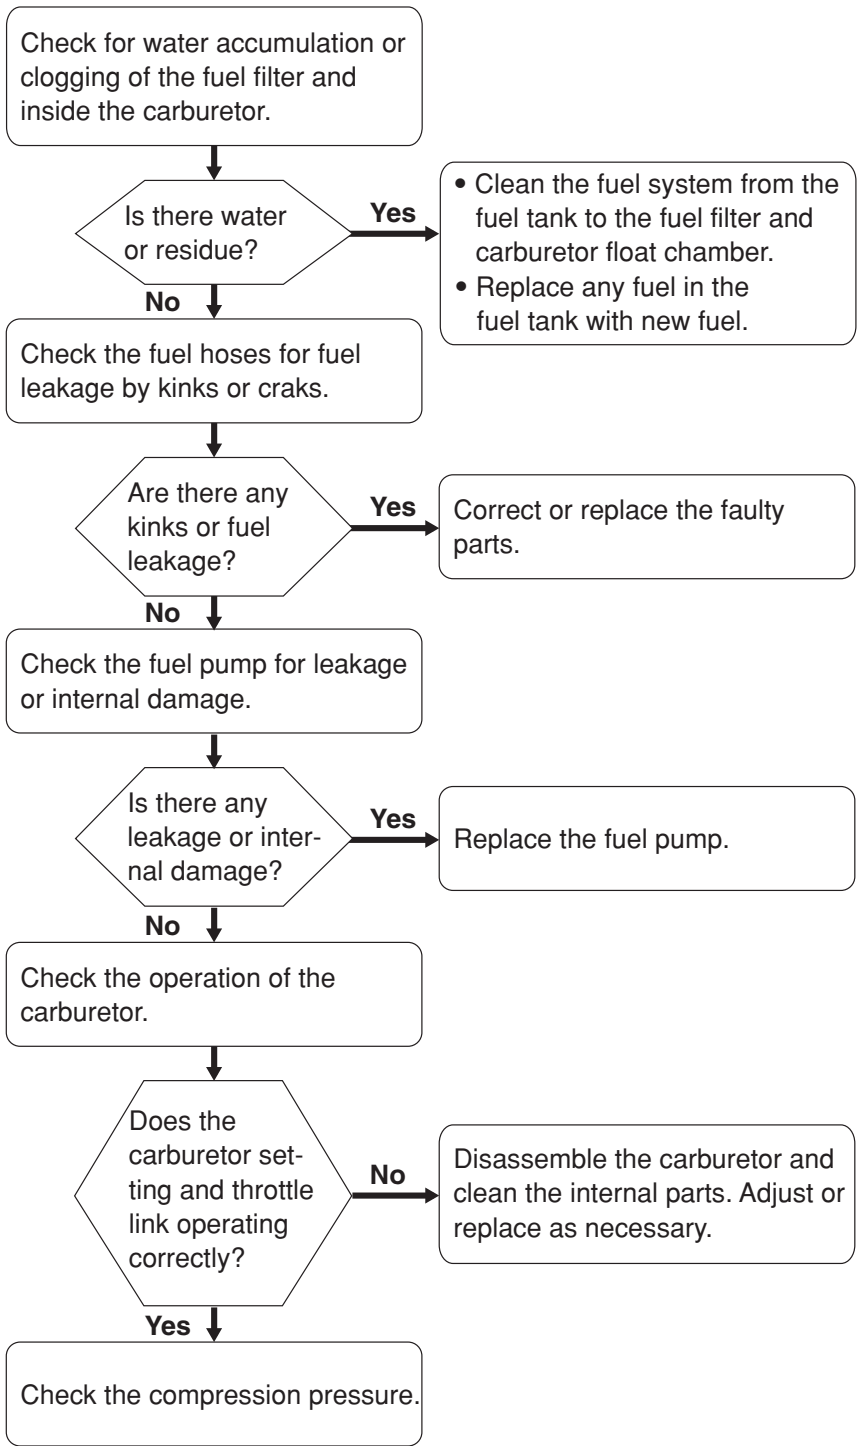 Check for water accumulation or
clogging of the fuel filter and
inside the carburetor.
Is there water
or residue?
Yes
• Clean the fuel system from the
fuel tank to the fuel filter and
carburetor float chamber.
• Replace any fuel in the
fuel tank with new fuel.
No
Check the fuel hoses for fuel
leakage by kinks or craks.
Are there any
kinks or fuel
leakage?
Yes
Correct or replace the faulty
parts.
No
Check the fuel pump for leakage
or internal damage.
Is there any
leakage or inter-
nal damage?
Yes
Replace the fuel pump.
No
Check the operation of the
carburetor.
Does the
carburetor set-
ting and throttle
link operating
correctly?
No
Disassemble the carburetor and
clean the internal parts. Adjust or
replace as necessary.
Yes
Check the compression pressure.